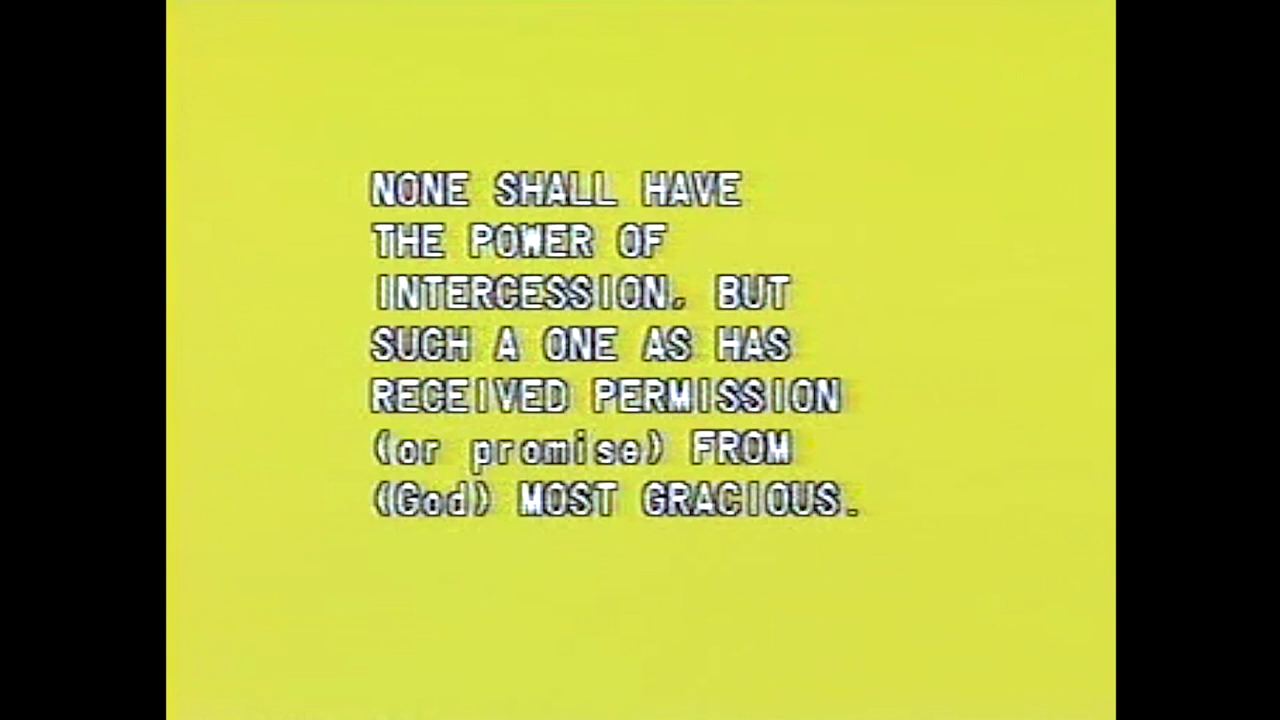 NONE SHALL HAVE
THE POWER OF
INTERCESSION, BUT
SUCH A ONE AS HAS
RECEIVED PERMISSION
(or promise) FROM
(God) MOST GRACIOUS.